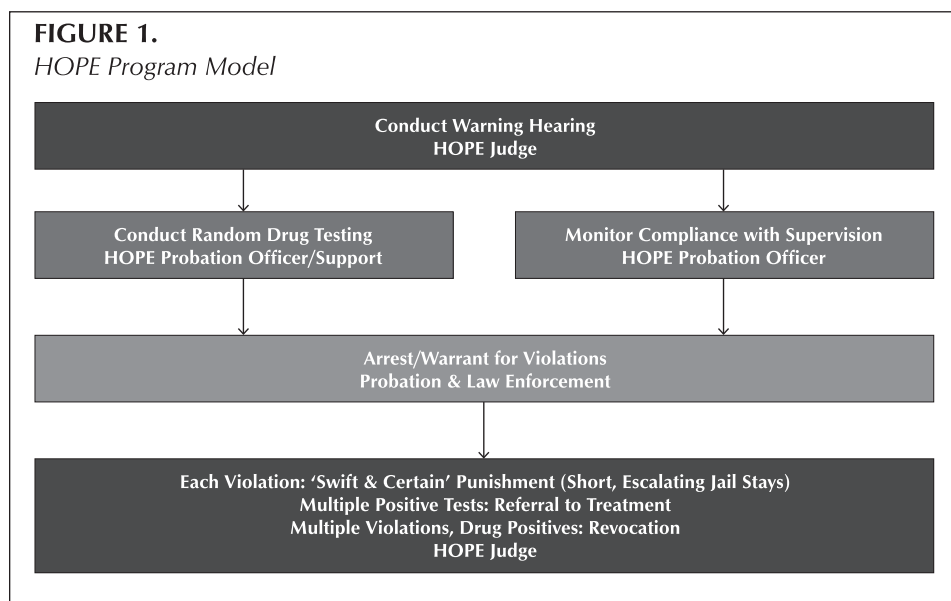 FIGURE 1.
HOPE Program Model
Conduct Warning Hearing
HOPE Judge
Conduct Random Drug Testing
HOPE Probation Officer/Support
Monitor Compliance with Supervision
HOPE Probation Officer
Arrest/Warrant for Violations
Probation & Law Enforcement
Each Violation: ‘Swift & Certain’ Punishment (Short, Escalating Jail Stays)
Multiple Positive Tests: Referral to Treatment
Multiple Violations, Drug Positives: Revocation
HOPE Judge